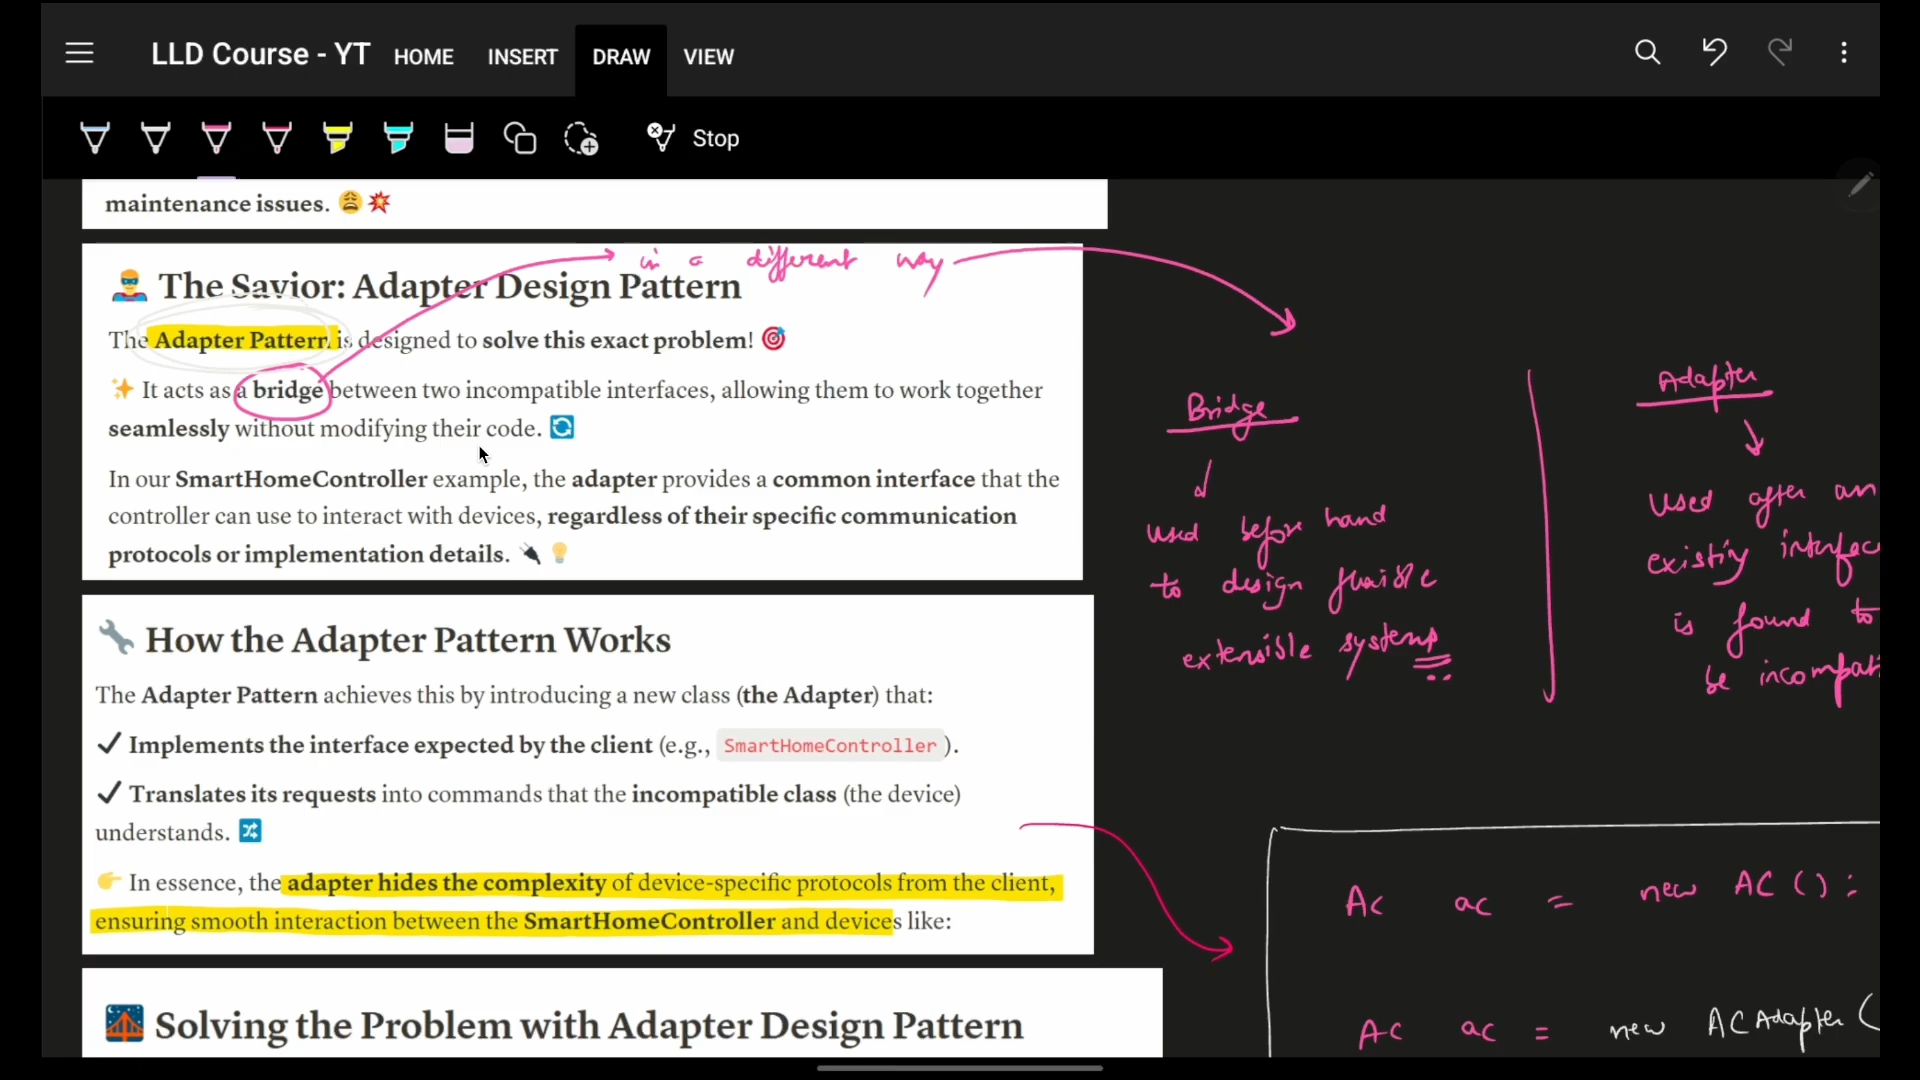 LLD Course - YT HOME INSERT DRAW VIEW
Stop
maintenance issues. 😩 💥
in a different way
🦸‍♂️ The Savior: Adapter Design Pattern
The Adapter Pattern is designed to solve this exact problem! 🎯
✨ It acts as a bridge between two incompatible interfaces, allowing them to work together
seamlessly without modifying their code. 🔄
In our SmartHomeController example, the adapter provides a common interface that the
controller can use to interact with devices, regardless of their specific communication
protocols or implementation details. 🔌 💡
Bridge
used before hand
to design
extensible systems
Adapter
used after an
existing interfac
is found to
be incompati
🔧 How the Adapter Pattern Works
The Adapter Pattern achieves this by introducing a new class (the Adapter) that:
✔ Implements the interface expected by the client (e.g., SmartHomeController ).
✔ Translates its requests into commands that the incompatible class (the device)
understands. 🔀
👉 In essence, the adapter hides the complexity of device-specific protocols from the client,
ensuring smooth interaction between the SmartHomeController and devices like:
AC ac = new AC ( ) :
AC ac = new ACAdapter (
🌉 Solving the Problem with Adapter Design Pattern